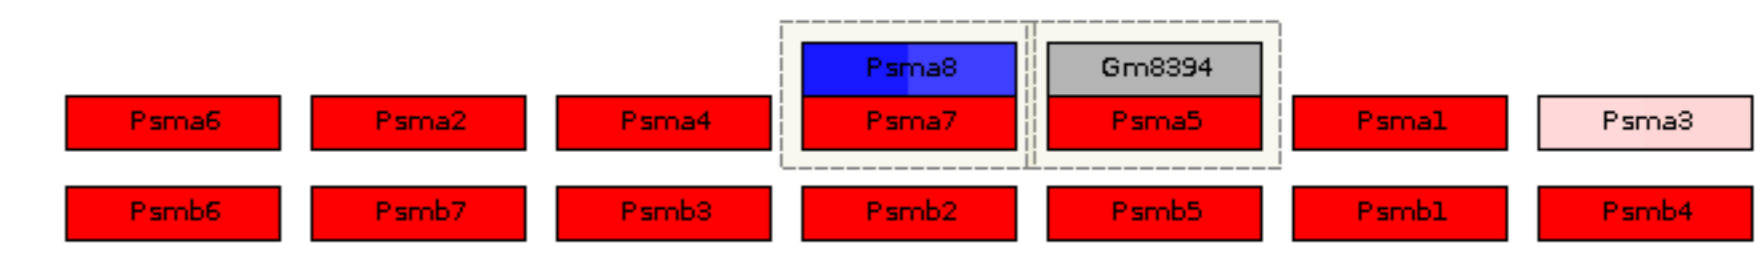 Psma8 Gm8394
Psma6 Psma2 Psma4 Psma7 Psma5 Psma1 Psma3
Psmb6 Psmb7 Psmb3 Psmb2 Psmb5 Psmb1 Psmb4